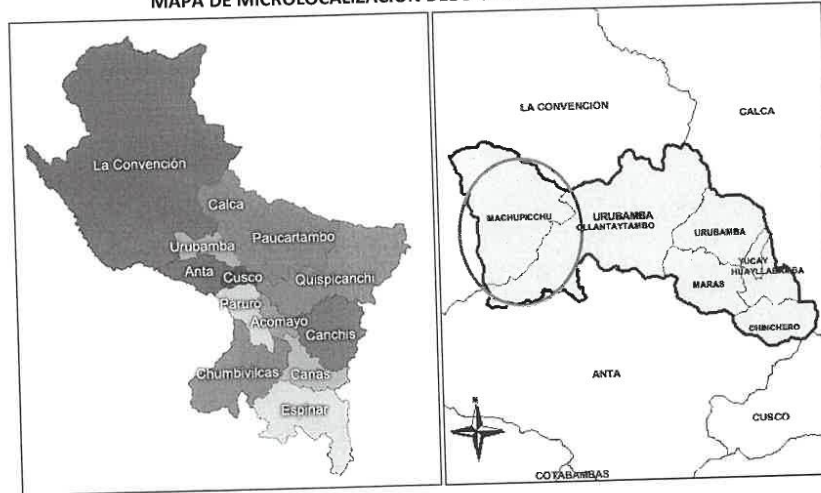 MAPA DE MICROLOCALIZACIÓN DEL
La Convención
Calca
Urubamba
Paucartambo
Anta
Cusco
Quispicanchi
Paruro
Acomayo
Canchis
Chumbivilcas
Canas
Espinar
LA CONVENCION
CALCA
MACHUPICCHU
URUBAMBA
OLLANTAYTAMBO
URUBAMBA
YUCAY
HUAYLLABAMBA
MARAS
CHINCHERO
ANTA
N
CUSCO
COTABAMBAS